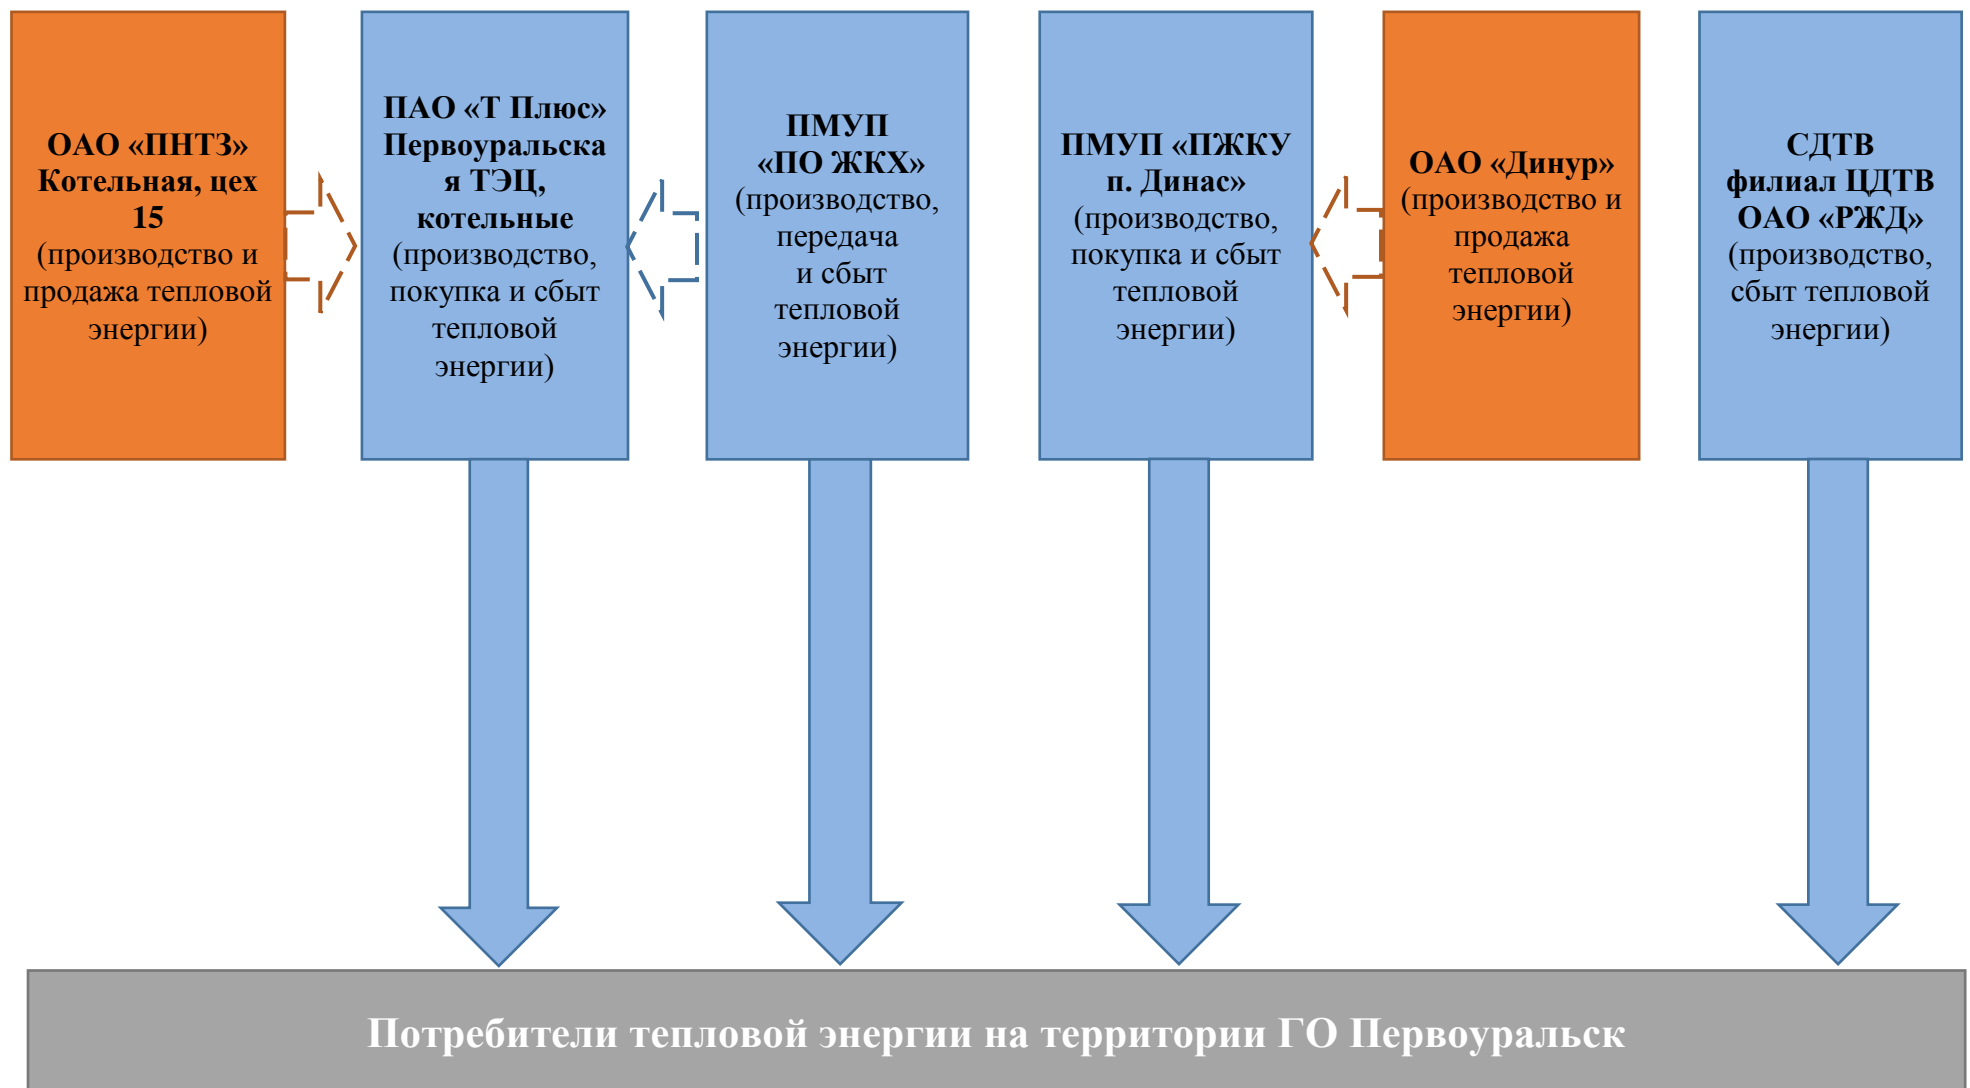 ОАО «ПНТЗ»
Котельная, цех
15
(производство и
продажа тепловой
энергии)
ПАО «Т Плюс»
Первоуральска
я ТЭЦ,
котельные
(производство,
покупка и сбыт
тепловой
энергии)
ПМУП
«ПО ЖКХ»
(производство,
передача
и сбыт
тепловой
энергии)
ПМУП «ПЖКУ
п. Динас»
(производство,
покупка и сбыт
тепловой
энергии)
ОАО «Динур»
(производство и
продажа
тепловой
энергии)
СДТВ
филиал ЦДТВ
ОАО «РЖД»
(производство,
сбыт тепловой
энергии)
Потребители тепловой энергии на территории ГО Первоуральск